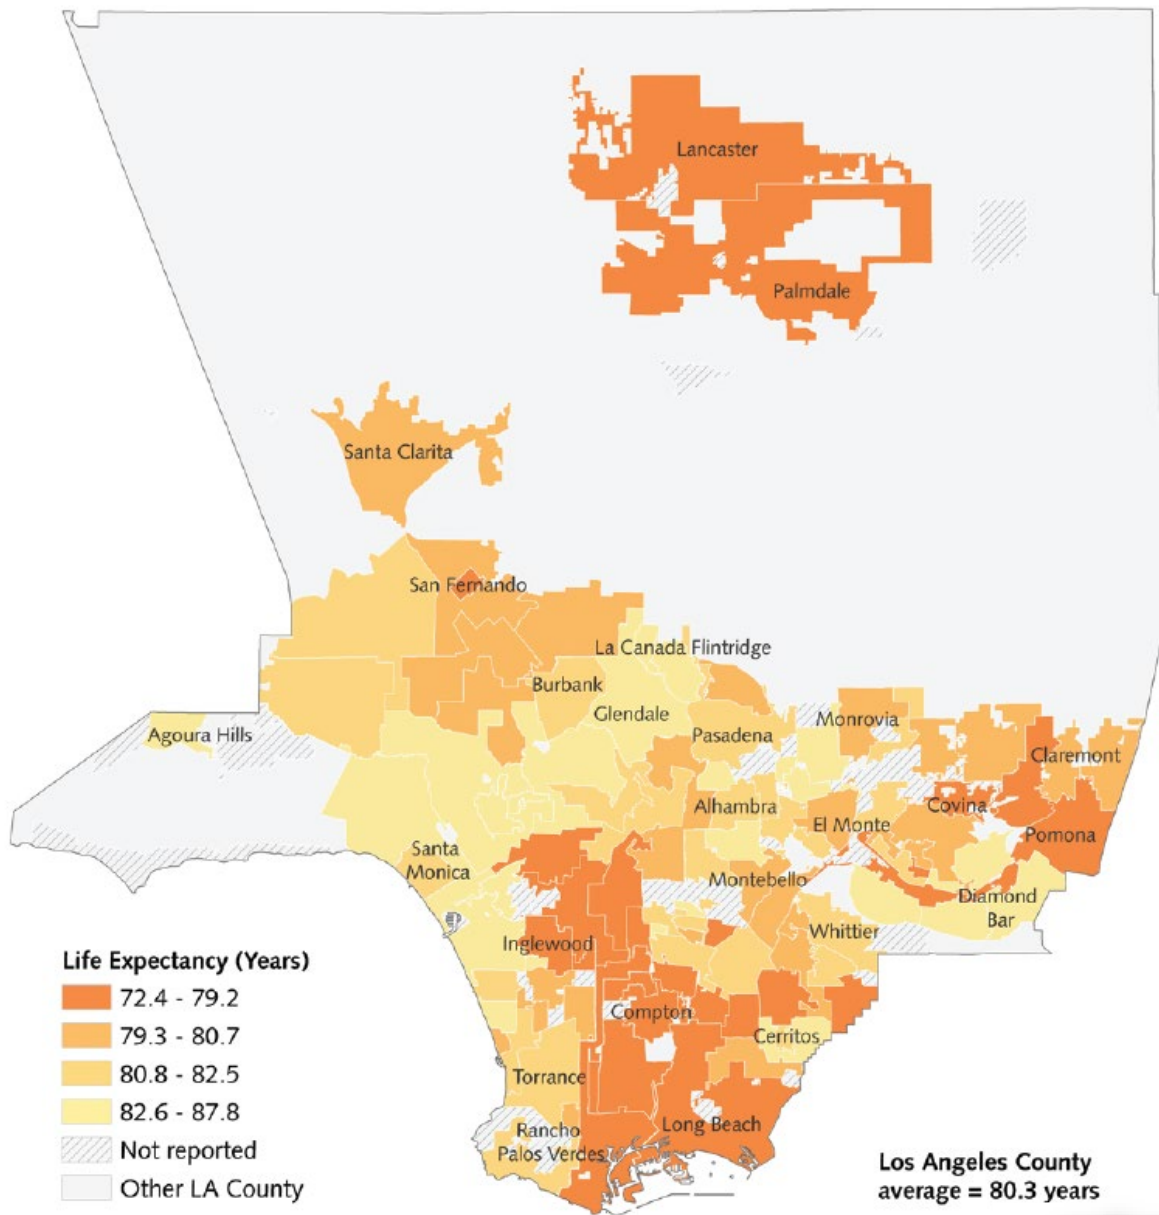 Lancaster
Palmdale
Santa Clarita
San Fernando
La Canada Flintridge
Burbank
Glendale
Agoura Hills
Pasadena
Monrovia
Claremont
Alhambra
El Monte
Covina
Pomona
Santa
Monica
Montebello
Diamond
Bar
Whittier
Inglewood
Compton
Cerritos
Torrance
Long Beach
Rancho
Palos Verdes
Life Expectancy (Years)
72.4 - 79.2
79.3 - 80.7
80.8 - 82.5
82.6 - 87.8
Not reported
Other LA County
Los Angeles County
average = 80.3 years